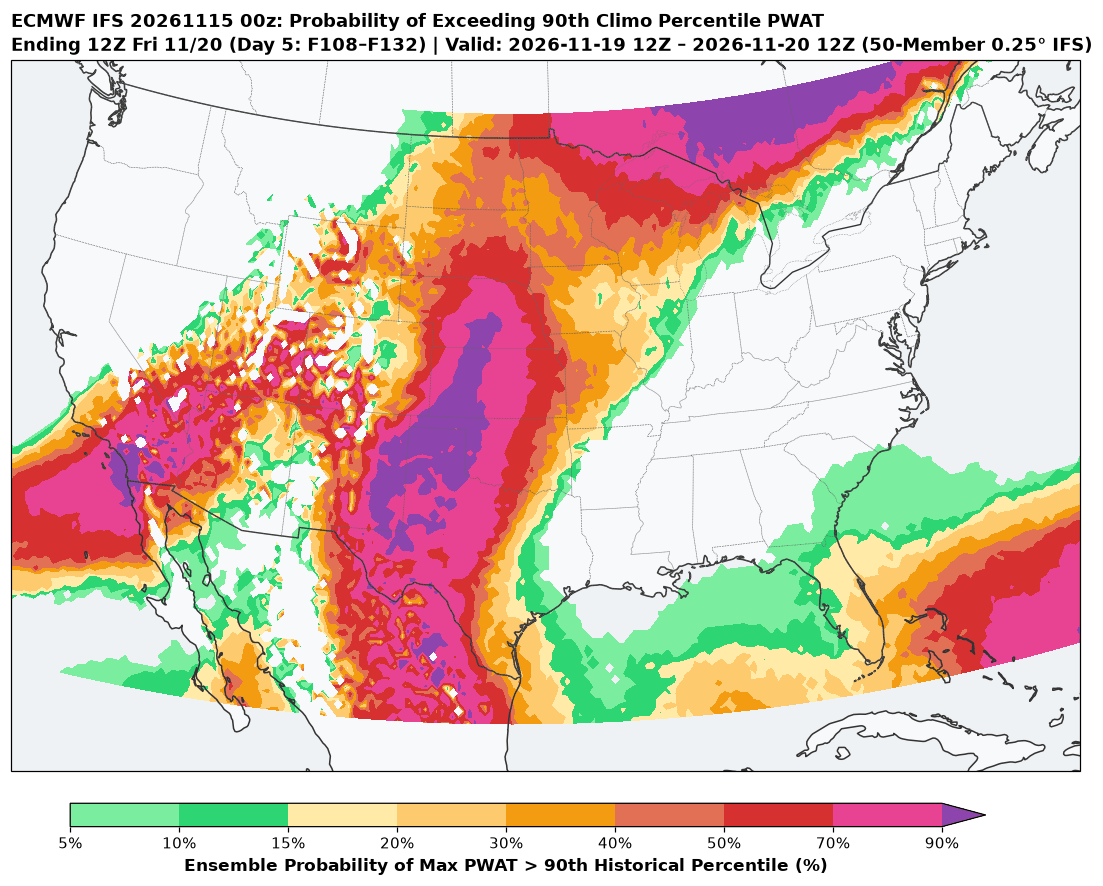 ECMWF IFS 20261115 00z: Probability of Exceeding 90th Climo Percentile PWAT
Ending 12Z Fri 11/20 (Day 5: F108–F132) | Valid: 2026-11-19 12Z – 2026-11-20 12Z (50-Member 0.25° IFS)
5% 10% 15% 20% 30% 40% 50% 70% 90%
Ensemble Probability of Max PWAT > 90th Historical Percentile (%)